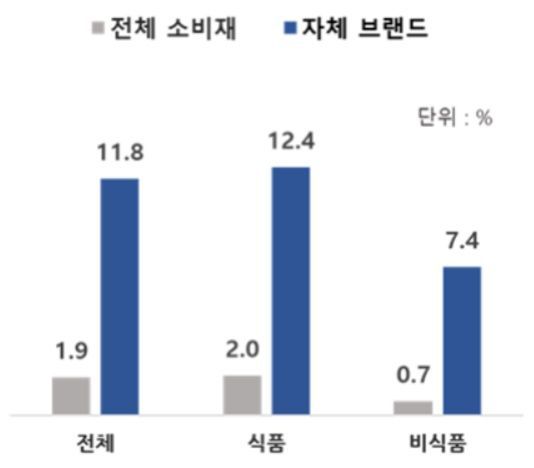 전체 소비재 자체 브랜드
단위 : %
11.8 12.4
7.4
1.9 2.0
0.7
전체 식품 비식품